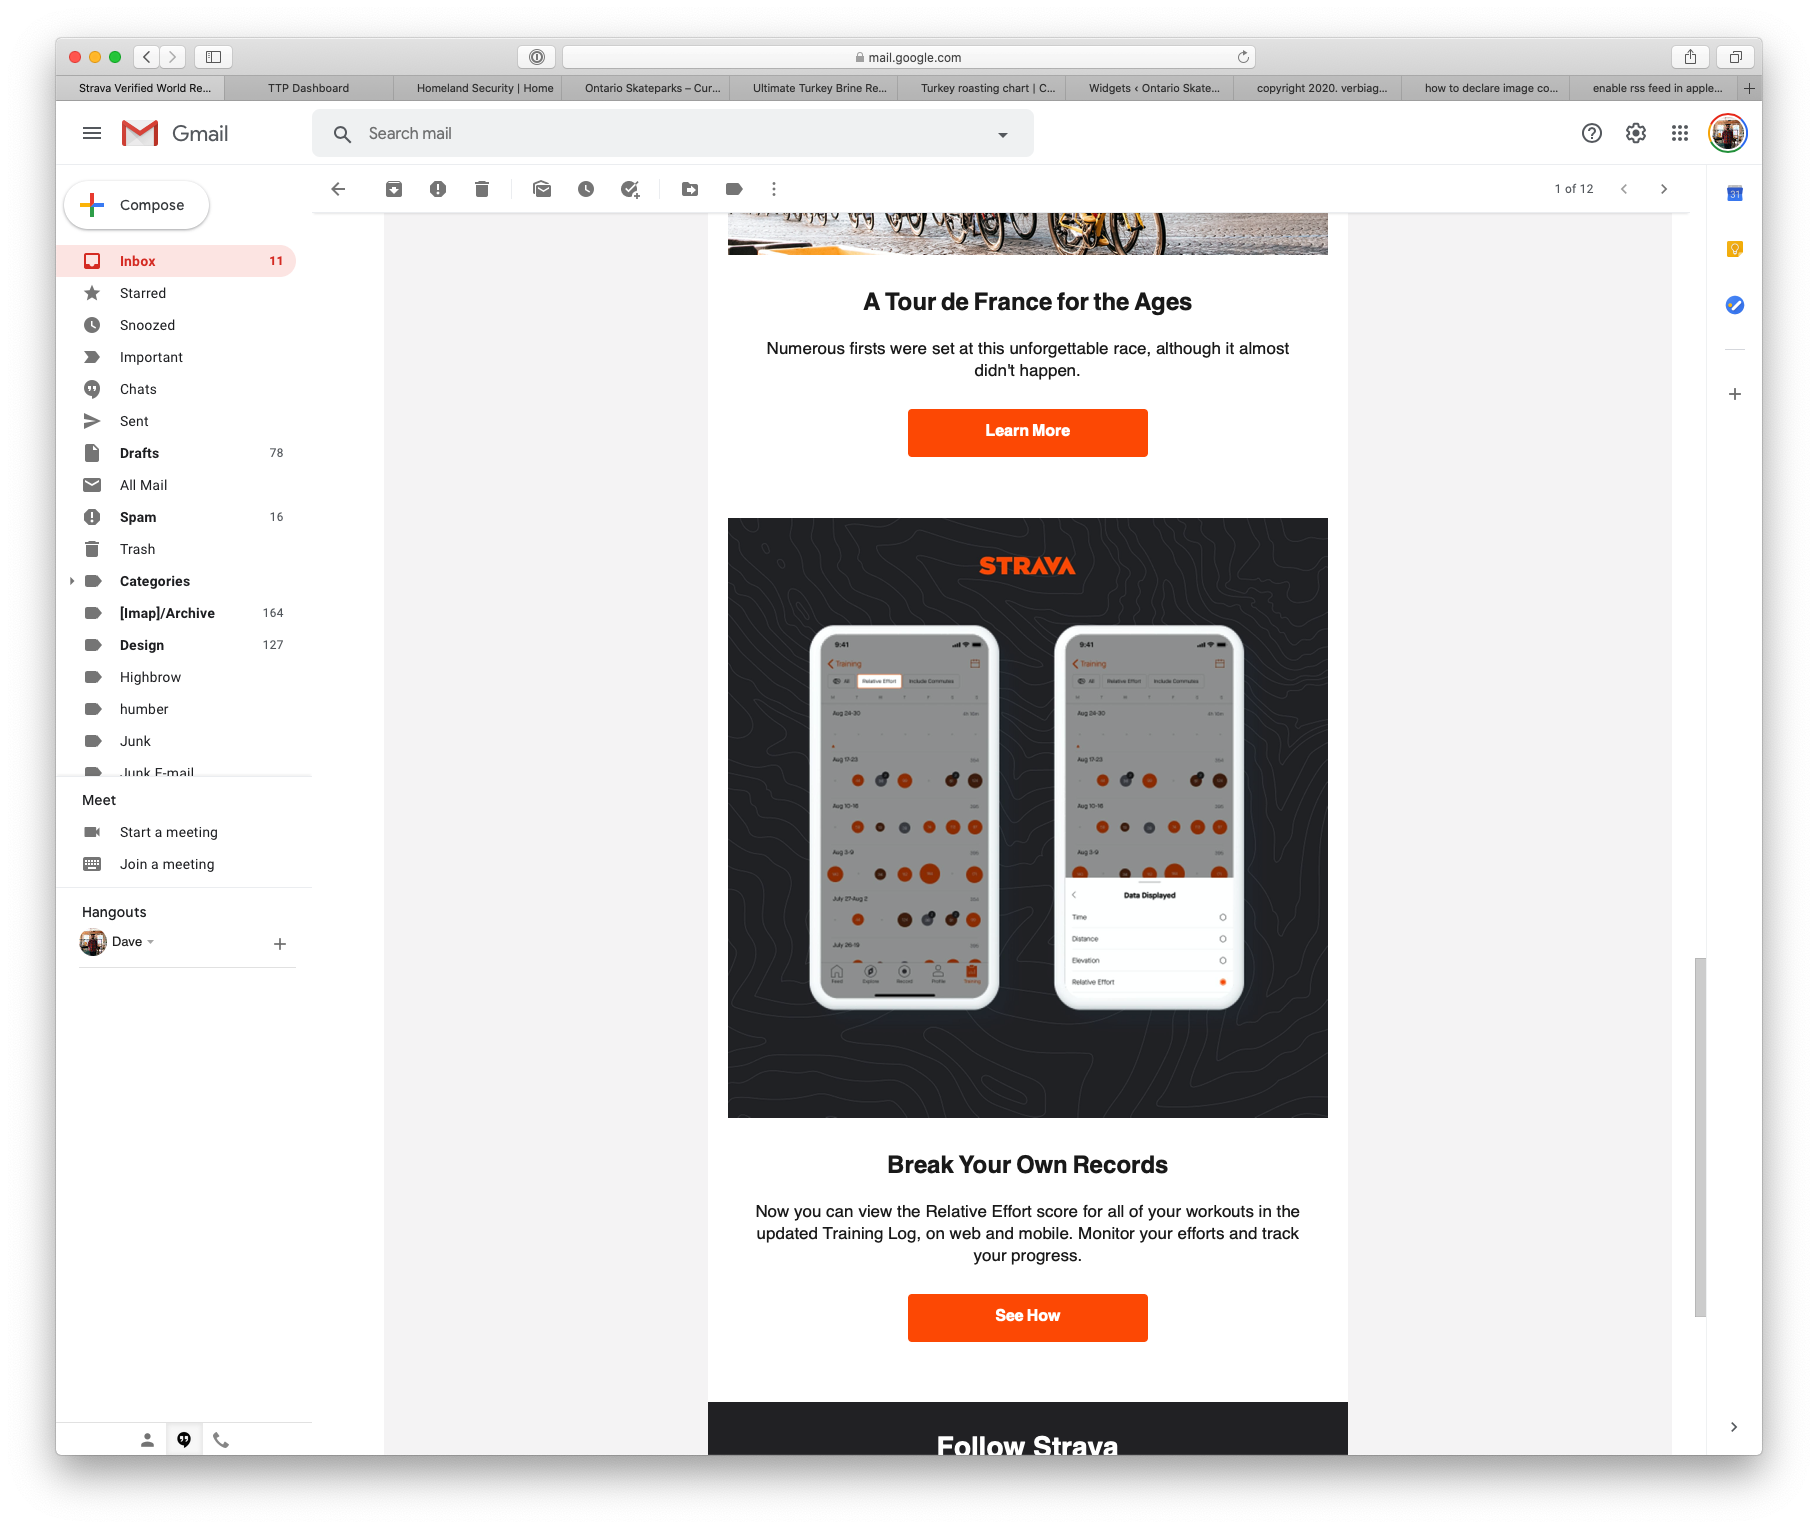 mail.google.com
Strava Verified World Re...
TTP Dashboard
Homeland Security | Home
Ontario Skateparks – Cur...
Ultimate Turkey Brine Re...
Turkey roasting chart | C...
Widgets ‹ Ontario Skate...
copyright 2020. verbiag...
how to declare image co...
enable rss feed in apple...
Gmail
Search mail
Compose
1 of 12
31
Inbox 11
Starred
Snoozed
Important
Chats
Sent
Drafts 78
All Mail
Spam 16
Trash
Categories
[Imap]/Archive 164
Design 127
Highbrow
humber
Junk
Junk E-mail
Meet
Start a meeting
Join a meeting
Hangouts
Dave
A Tour de France for the Ages
Numerous firsts were set at this unforgettable race, although it almost
didn't happen.
Learn More
STRAVA
9:41
Training
All Relative Effort Include Commutes
M T W T F S S
Aug 24-30
Aug 17-23
Aug 10-16
Aug 3-9
July 27-Aug 2
July 26-19
Feed Explore Record Profile Training
9:41
Training
All Relative Effort Include Commutes
M T W T F S S
Aug 24-30
Aug 17-23
Aug 10-16
Aug 3-9
Data Displayed
Time
Distance
Elevation
Relative Effort
Break Your Own Records
Now you can view the Relative Effort score for all of your workouts in the
updated Training Log, on web and mobile. Monitor your efforts and track
your progress.
See How
Follow Strava